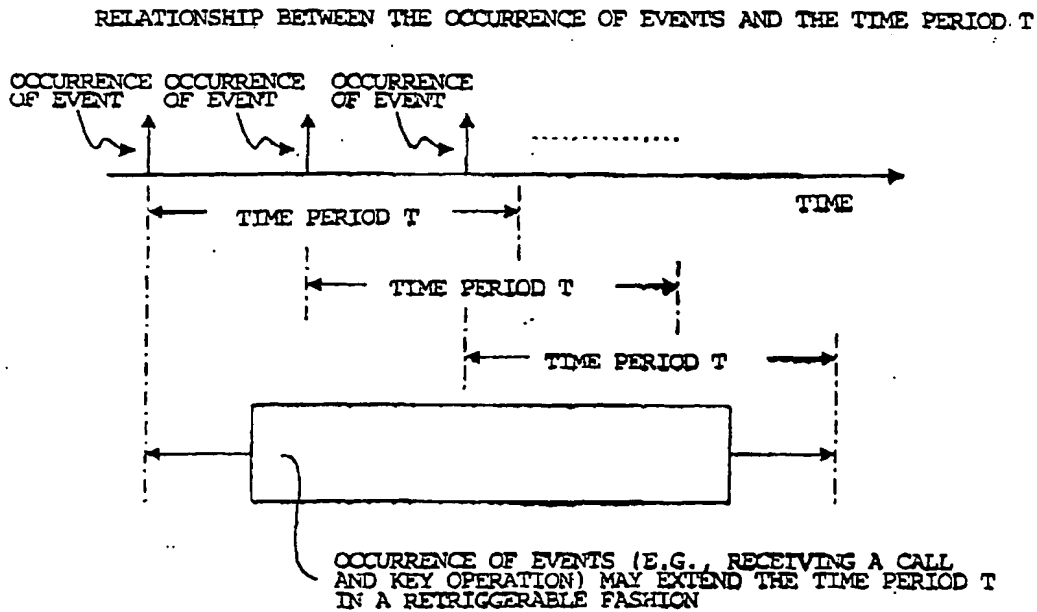 RELATIONSHIP BETWEEN THE OCCURRENCE OF EVENTS AND THE TIME PERIOD T
OCCURRENCE OCCURRENCE OCCURRENCE
OF EVENT OF EVENT OF EVENT
TIME
TIME PERIOD T
TIME PERIOD T
TIME PERIOD T
OCCURRENCE OF EVENTS (E.G., RECEIVING A CALL
AND KEY OPERATION) MAY EXTEND THE TIME PERIOD T
IN A RETRIGGERABLE FASHION